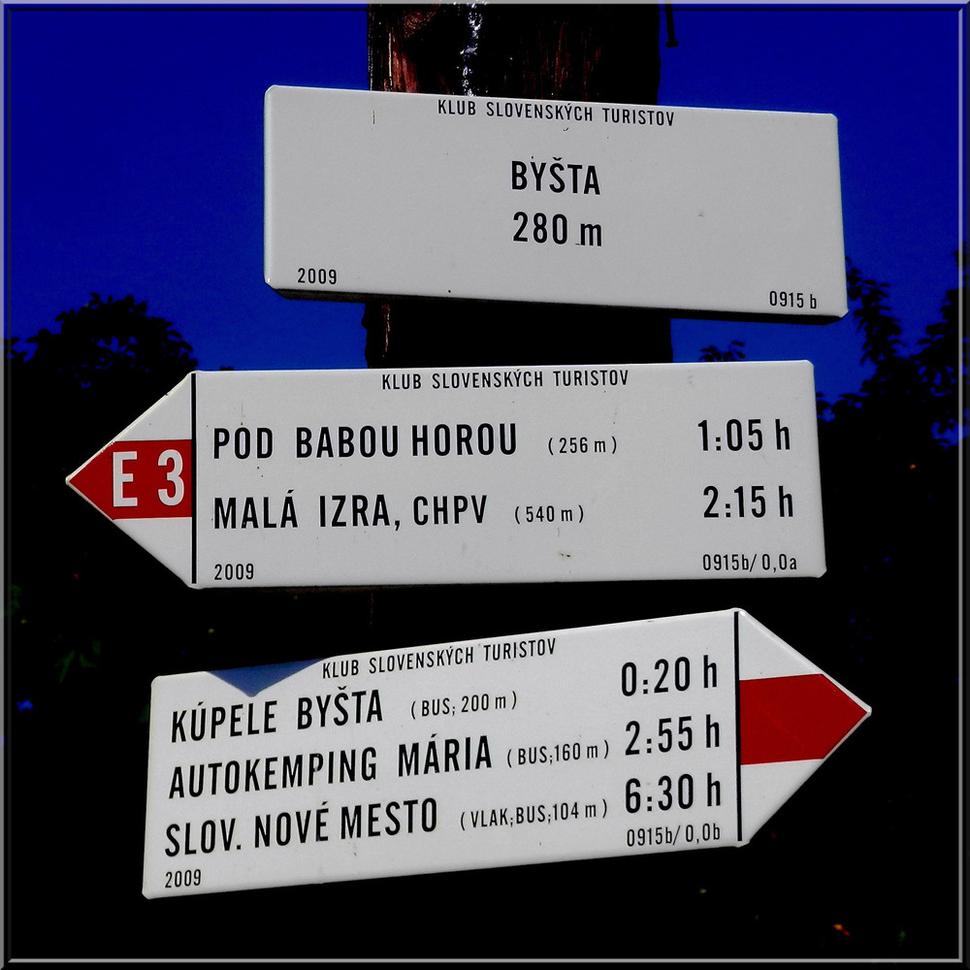 KLUB SLOVENSKÝCH TURISTOV
BYŠTA
280 m
2009 0915 b
KLUB SLOVENSKÝCH TURISTOV
E 3
POD BABOU HOROU (256 m) 1:05 h
MALÁ IZRA, CHPV (540 m) 2:15 h
2009 0915b/0,0a
KLUB SLOVENSKÝCH TURISTOV
KÚPELE BYŠTA (BUS; 200 m) 0:20 h
AUTOKEMPING MÁRIA (BUS;160 m) 2:55 h
SLOV. NOVÉ MESTO (VLAK;BUS;104 m) 6:30 h
2009 0915b/0,0b